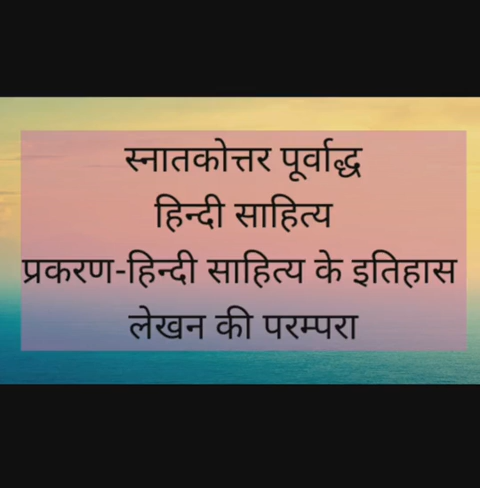 स्नातकोत्तर पूर्वाद्ध
हिन्दी साहित्य
प्रकरण-हिन्दी साहित्य के इतिहास
लेखन की परम्परा